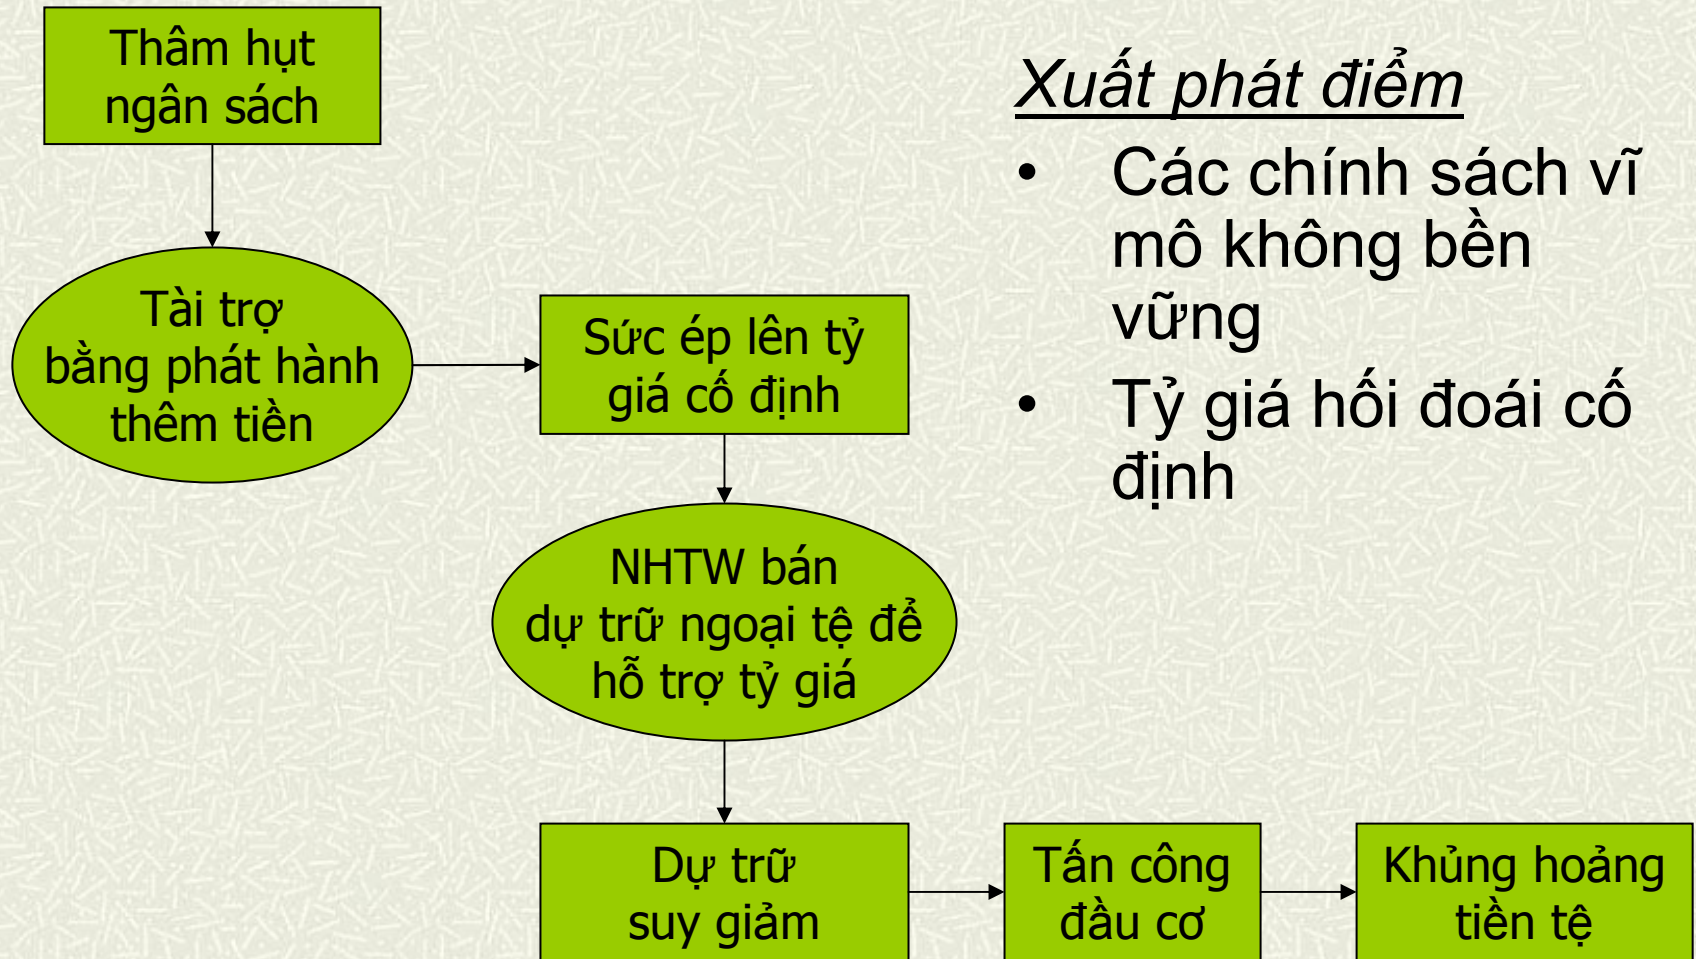 Thâm hụt
ngân sách
Tài trợ
bằng phát hành
thêm tiền
Sức ép lên tỷ
giá cố định
NHTW bán
dự trữ ngoại tệ để
hỗ trợ tỷ giá
Dự trữ
suy giảm
Tấn công
đầu cơ
Khủng hoảng
tiền tệ
Xuất phát điểm
• Các chính sách vĩ
mô không bền
vững
• Tỷ giá hối đoái cố
định